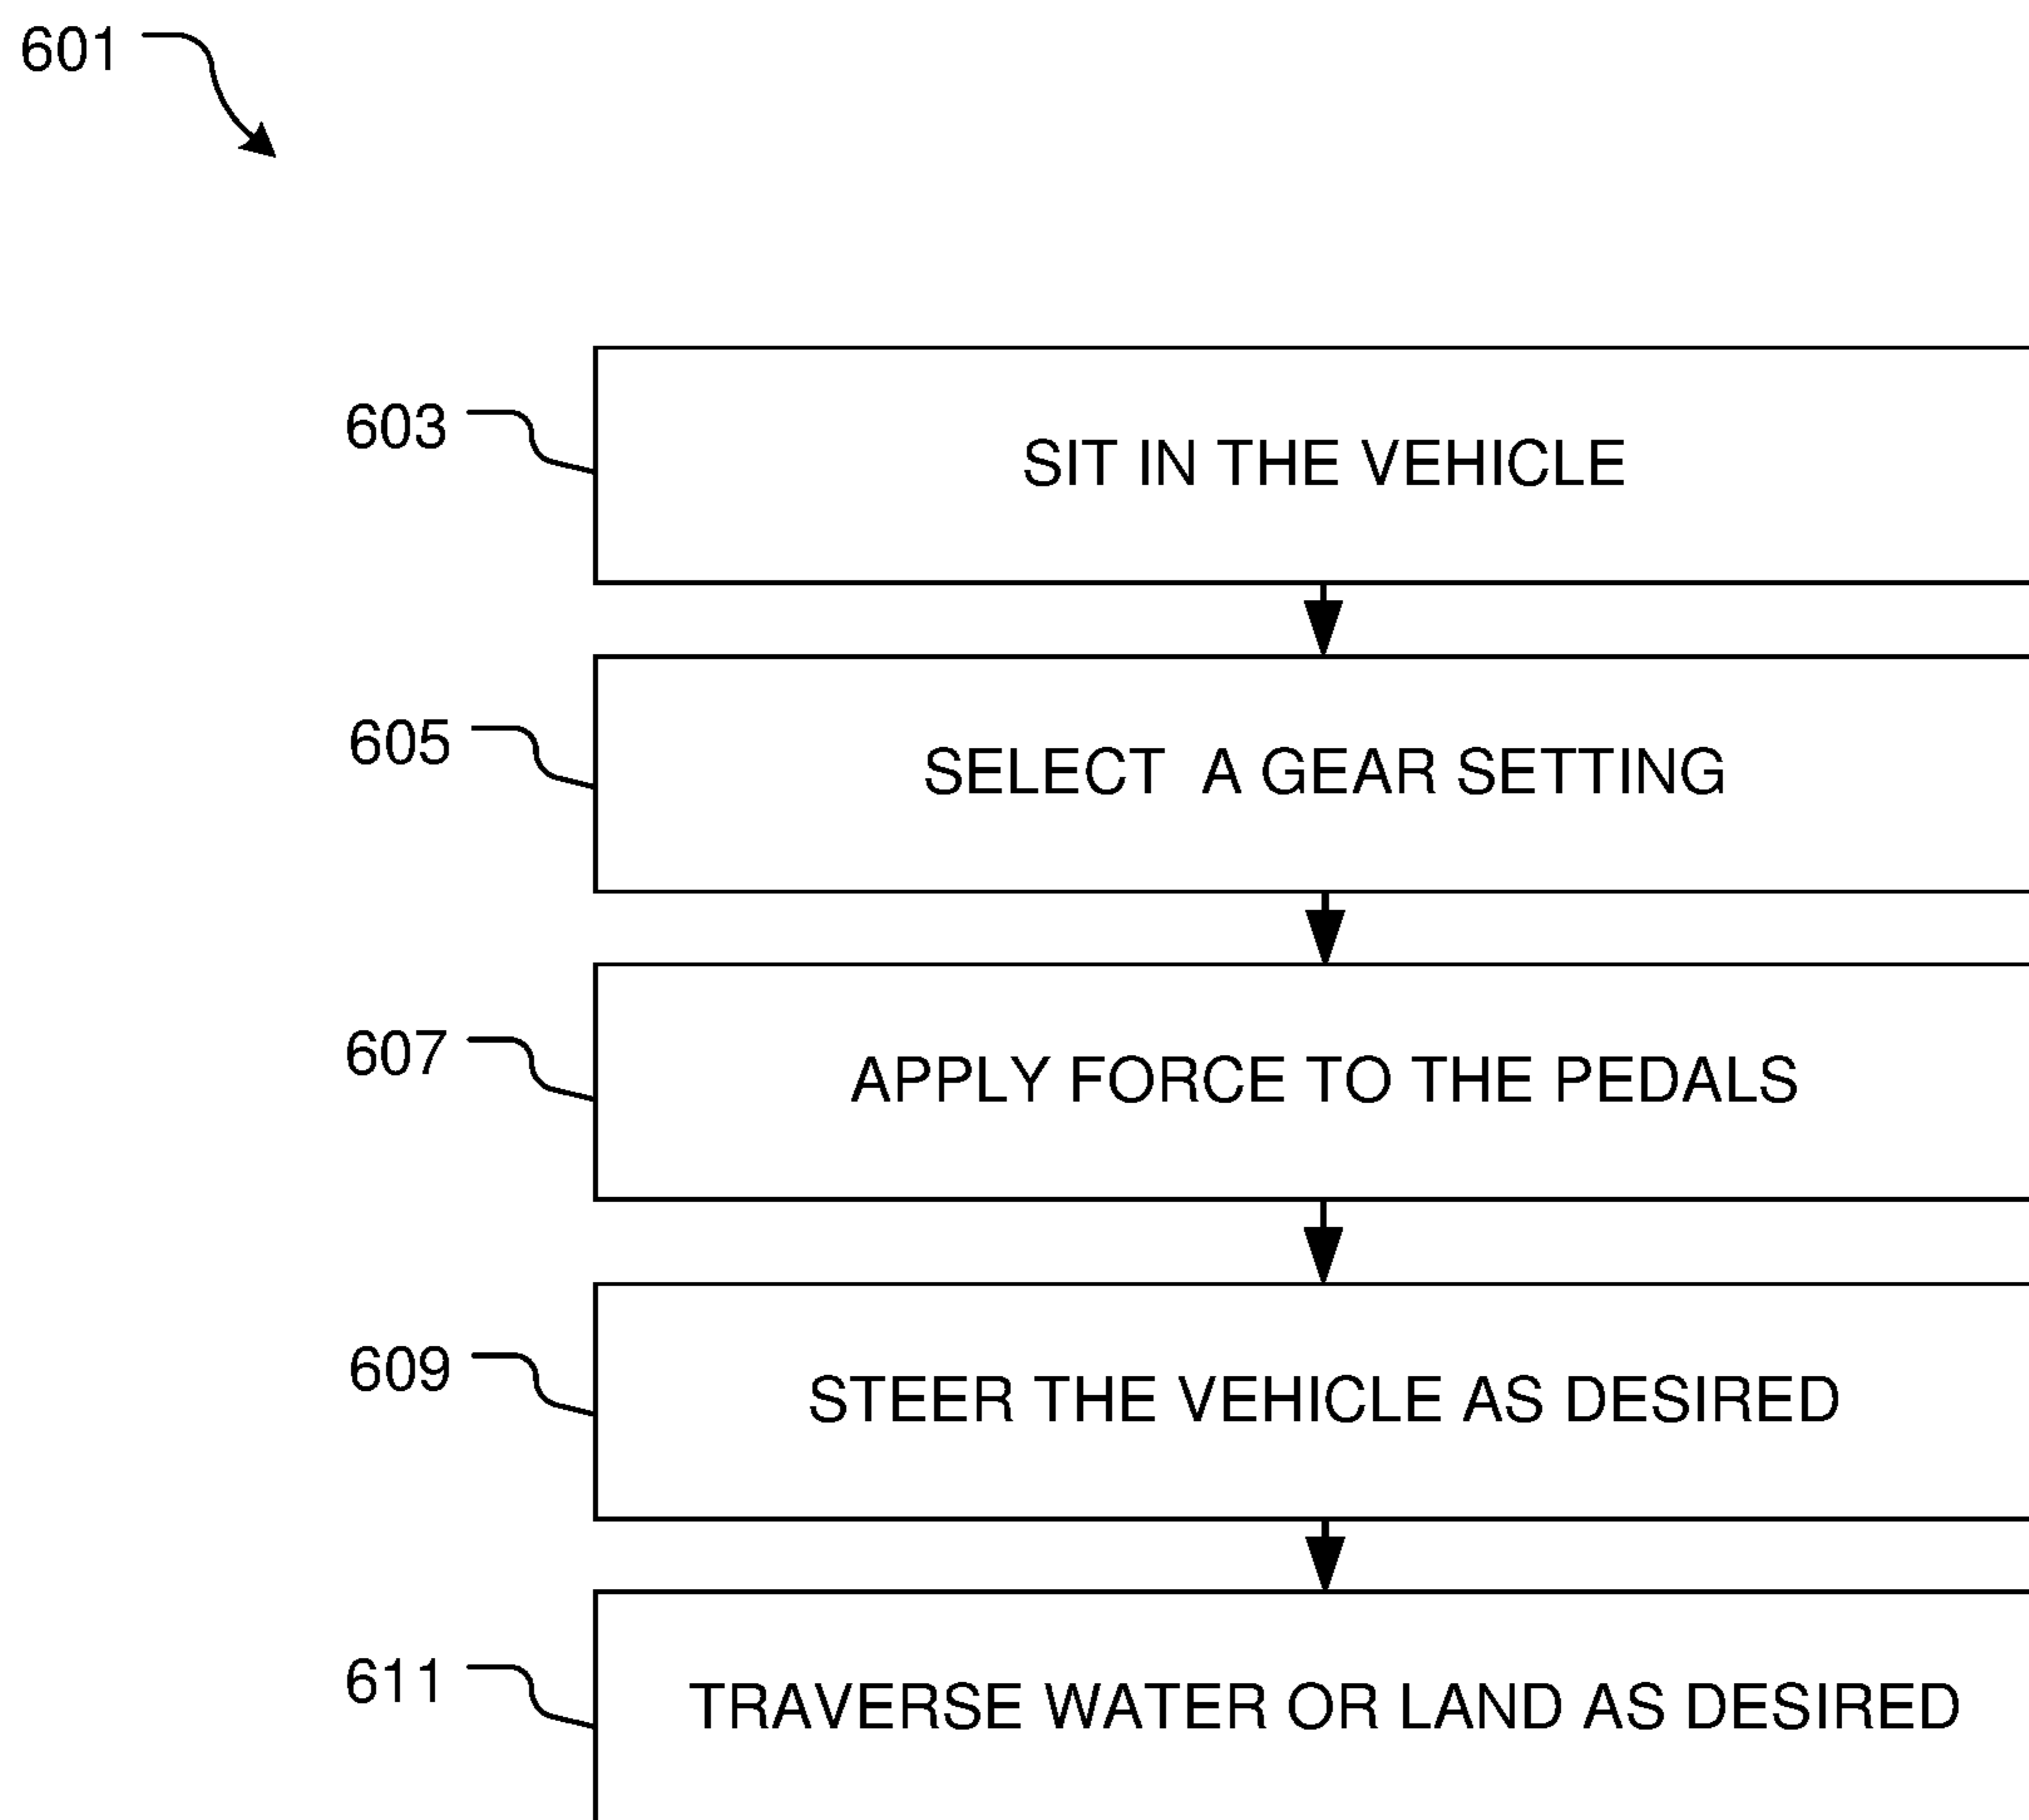 601
603
SIT IN THE VEHICLE
605
SELECT A GEAR SETTING
607
APPLY FORCE TO THE PEDALS
609
STEER THE VEHICLE AS DESIRED
611
TRAVERSE WATER OR LAND AS DESIRED